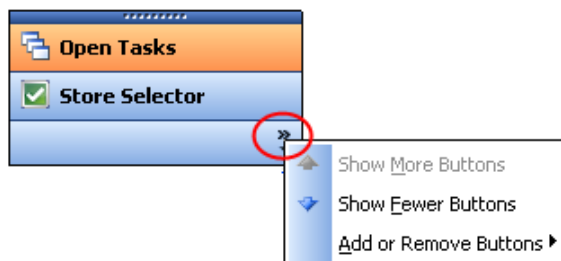 Open Tasks
Store Selector
»
Show More Buttons
Show Fewer Buttons
Add or Remove Buttons